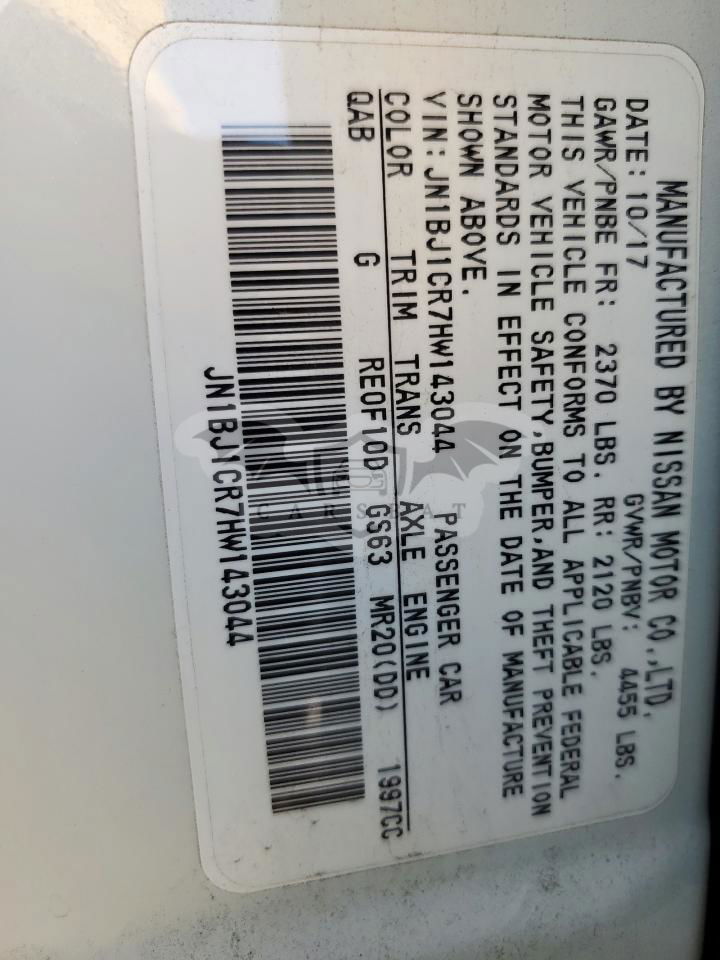 MANUFACTURED BY NISSAN MOTOR CO.,LTD.
DATE: 10/17 GVWR/PNBV: 4455 LBS.
GAWR/PNBE FR: 2370 LBS. RR: 2120 LBS.
THIS VEHICLE CONFORMS TO ALL APPLICABLE FEDERAL
MOTOR VEHICLE SAFETY,BUMPER,AND THEFT PREVENTION
STANDARDS IN EFFECT ON THE DATE OF MANUFACTURE
SHOWN ABOVE.
VIN: JN1BJ1CR7HW143044 PASSENGER CAR
COLOR TRIM TRANS AXLE ENGINE
QAB G RE0F10D GS63 MR20(DD) 1997CC
JN1BJ1CR7HW143044
CARSBAT